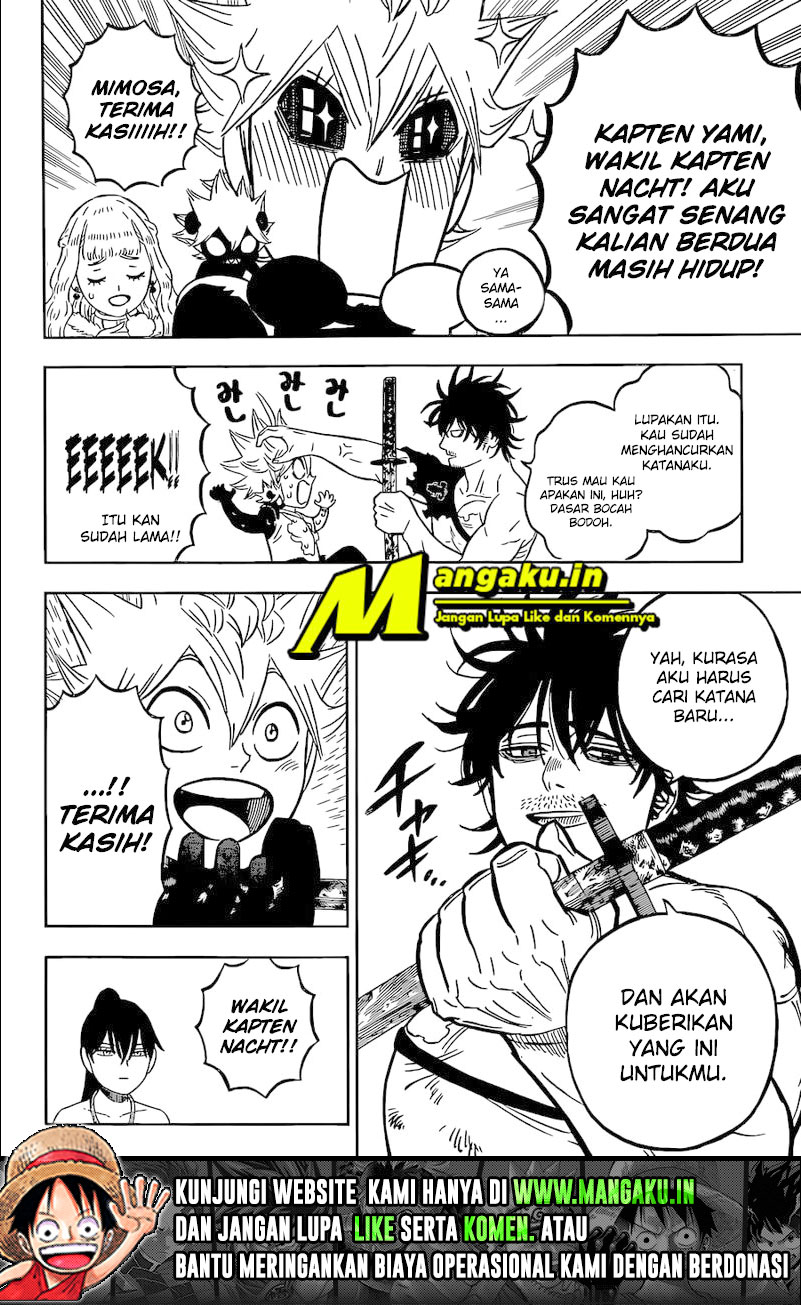 MIMOSA,
TERIMA
KASIIIIH!!
KAPTEN YAMI,
WAKIL KAPTEN
NACHT! AKU
SANGAT SENANG
KALIAN BERDUA
MASIH HIDUP!
YA
SAMA-
SAMA
...
LUPAKAN ITU.
KAU SUDAH
MENGHANCURKAN
KATANAKU.
TRUS MAU KAU
APAKAN INI, HUH?
DASAR BOCAH
BODOH.
EEEEEK!!
ITU KAN
SUDAH LAMA!!
Mangaku.in
Jangan Lupa Like dan Komennya
YAH, KURASA
AKU HARUS
CARI KATANA
BARU...
チャキ...
DAN AKAN
KUBERIKAN
YANG INI
UNTUKMU.
...!!
TERIMA
KASIH!
WAKIL
KAPTEN
NACHT!!
KUNJUNGI WEBSITE KAMI HANYA DI WWW.MANGAKU.IN
DAN JANGAN LUPA LIKE SERTA KOMEN. ATAU
BANTU MERINGANKAN BIAYA OPERASIONAL KAMI DENGAN BERDONASI